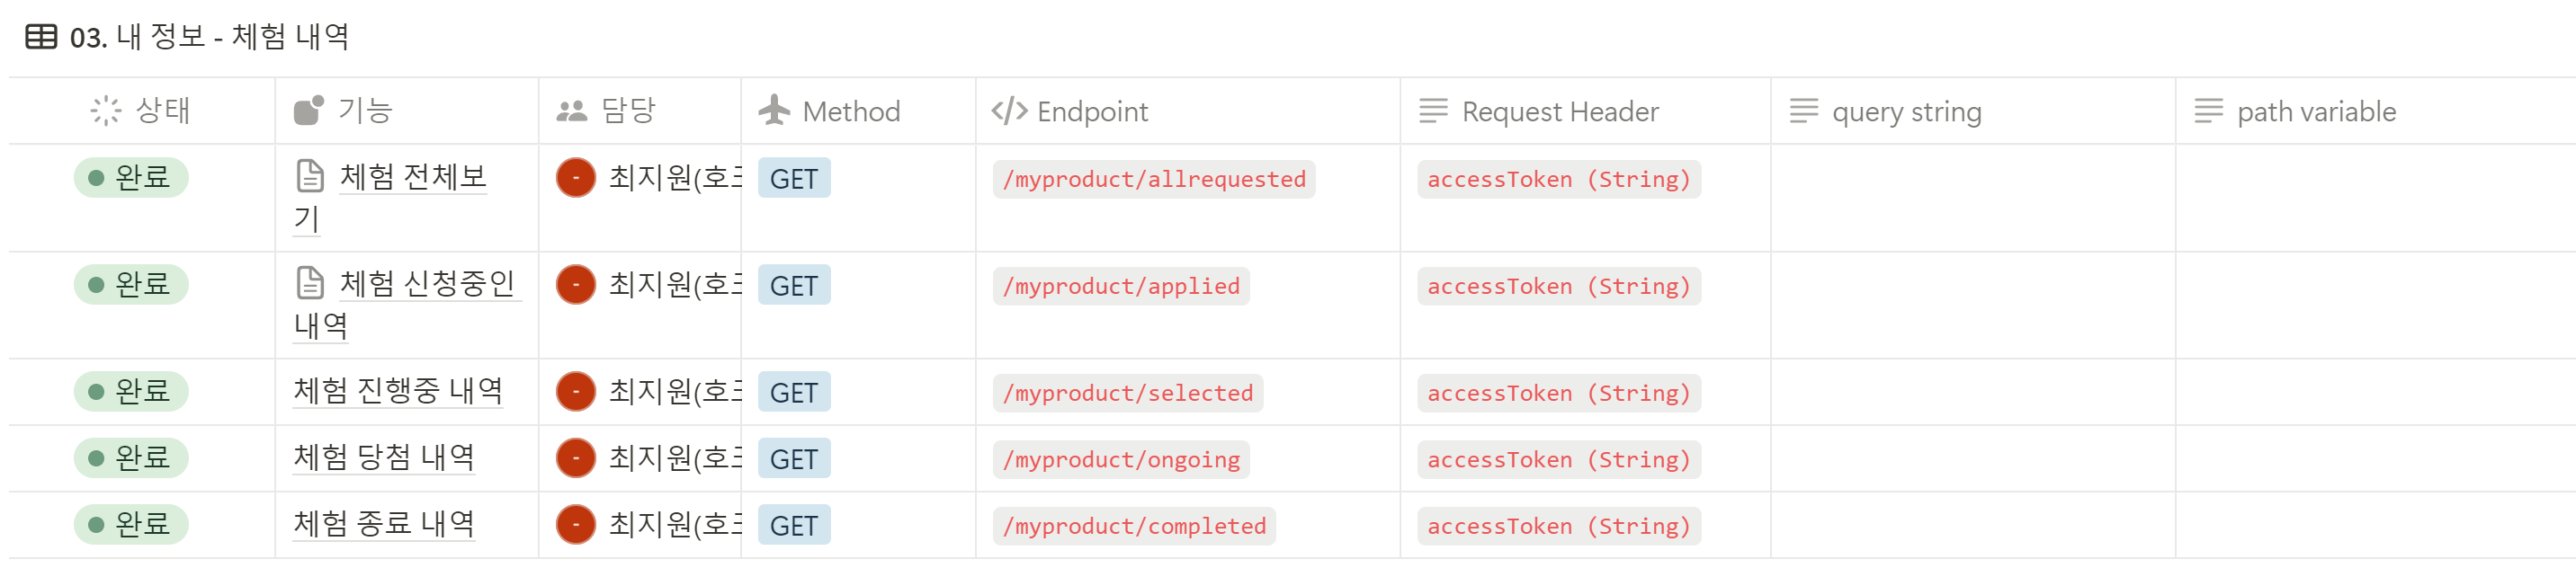 03. 내 정보 - 체험 내역
상태 기능 담당 Method Endpoint Request Header query string path variable
완료 체험 전체보 - 최지원( GET /myproduct/allrequested accessToken (String)
기
완료 체험 신청중인 - 최지원( GET /myproduct/applied accessToken (String)
내역
완료 체험 진행중 내역 - 최지원( GET /myproduct/selected accessToken (String)
완료 체험 당첨 내역 - 최지원( GET /myproduct/ongoing accessToken (String)
완료 체험 종료 내역 - 최지원( GET /myproduct/completed accessToken (String)